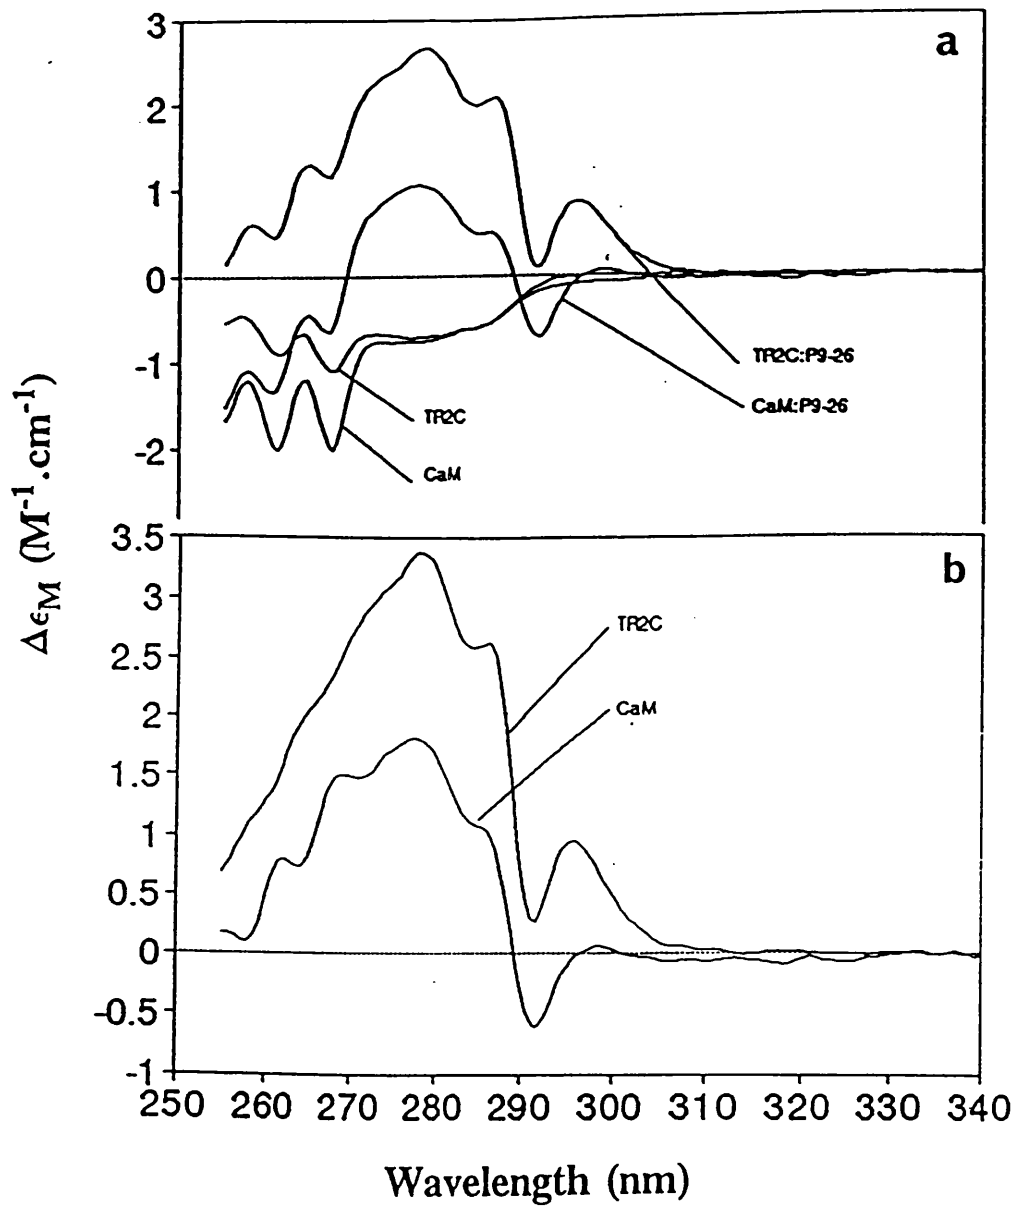 a
3
2
1
0
-1
-2
TR2C:P9-26
CaM:P9-26
TR2C
CaM
ΔϵM (M-1.cm-1)
b
3.5
3
2.5
2
1.5
1
0.5
0
-0.5
-1
TR2C
CaM
250 260 270 280 290 300 310 320 330 340
Wavelength (nm)